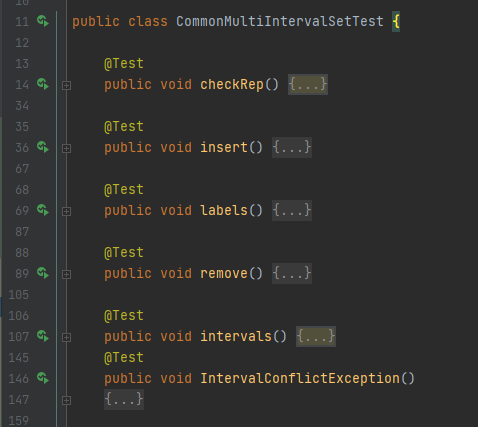 11 public class CommonMultiIntervalSetTest {
12
13 @Test
14 public void checkRep() {...}
34
35 @Test
36 public void insert() {...}
67
68 @Test
69 public void labels() {...}
87
88 @Test
89 public void remove() {...}
105
106 @Test
107 public void intervals() {...}
145 @Test
146 public void IntervalConflictException()
147 {...}
159